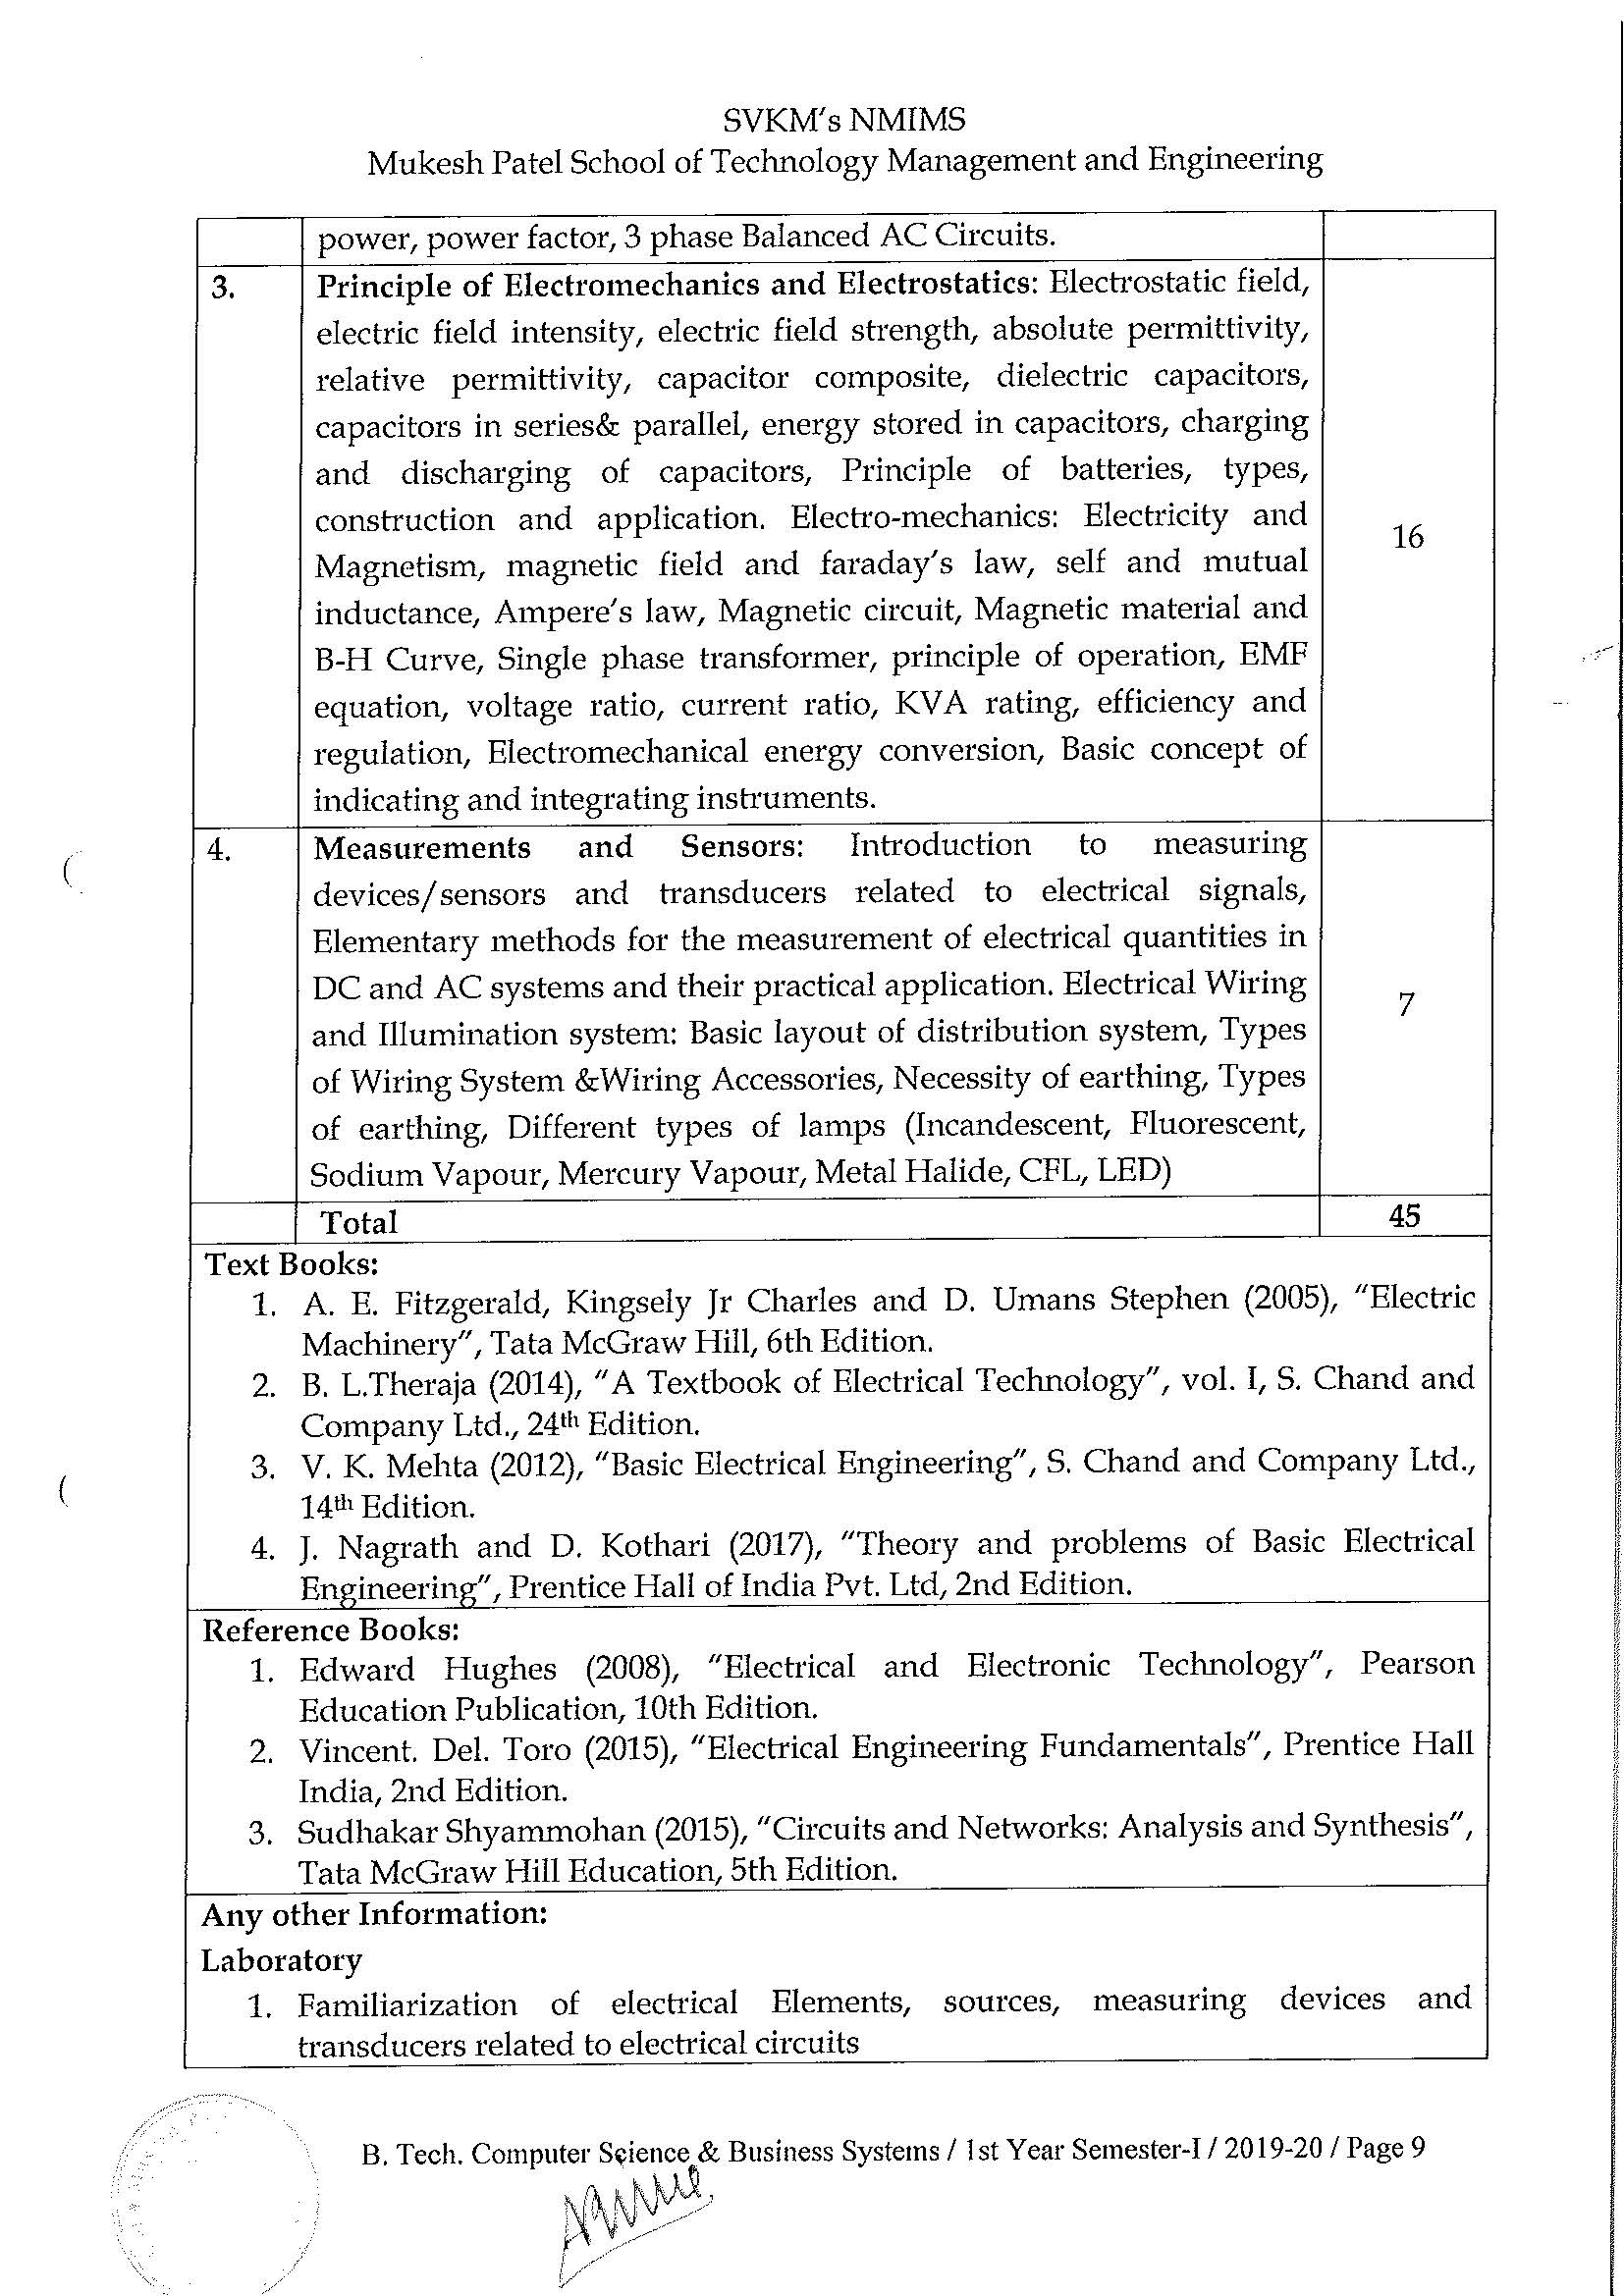 SVKM's NMIMS
Mukesh Patel School of Technology Management and Engineering
power, power factor, 3 phase Balanced AC Circuits.
3. Principle of Electromechanics and Electrostatics: Electrostatic field,
electric field intensity, electric field strength, absolute permittivity,
relative permittivity, capacitor composite, dielectric capacitors,
capacitors in series& parallel, energy stored in capacitors, charging
and discharging of capacitors, Principle of batteries, types,
construction and application. Electro-mechanics: Electricity and
16
Magnetism, magnetic field and faraday's law, self and mutual
inductance, Ampere's law, Magnetic circuit, Magnetic material and
B-H Curve, Single phase transformer, principle of operation, EMF
equation, voltage ratio, current ratio, KVA rating, efficiency and
regulation, Electromechanical energy conversion, Basic concept of
indicating and integrating instruments.
4. Measurements and Sensors: Introduction to measuring
devices/sensors and transducers related to electrical signals,
Elementary methods for the measurement of electrical quantities in
DC and AC systems and their practical application. Electrical Wiring
7
and Illumination system: Basic layout of distribution system, Types
of Wiring System &Wiring Accessories, Necessity of earthing, Types
of earthing, Different types of lamps (Incandescent, Fluorescent,
Sodium Vapour, Mercury Vapour, Metal Halide, CFL, LED)
Total 45
Text Books:
1. A. E. Fitzgerald, Kingsely Jr Charles and D. Umans Stephen (2005), "Electric
Machinery", Tata McGraw Hill, 6th Edition.
2. B. L.Theraja (2014), "A Textbook of Electrical Technology", vol. I, S. Chand and
Company Ltd., 24th Edition.
3. V. K. Mehta (2012), "Basic Electrical Engineering", S. Chand and Company Ltd.,
14th Edition.
4. J. Nagrath and D. Kothari (2017), "Theory and problems of Basic Electrical
Engineering", Prentice Hall of India Pvt. Ltd, 2nd Edition.
Reference Books:
1. Edward Hughes (2008), "Electrical and Electronic Technology", Pearson
Education Publication, 10th Edition.
2. Vincent. Del. Toro (2015), "Electrical Engineering Fundamentals", Prentice Hall
India, 2nd Edition.
3. Sudhakar Shyammohan (2015), "Circuits and Networks: Analysis and Synthesis",
Tata McGraw Hill Education, 5th Edition.
Any other Information:
Laboratory
1. Familiarization of electrical Elements, sources, measuring devices and
transducers related to electrical circuits
B. Tech. Computer Science & Business Systems / 1st Year Semester-I / 2019-20 / Page 9